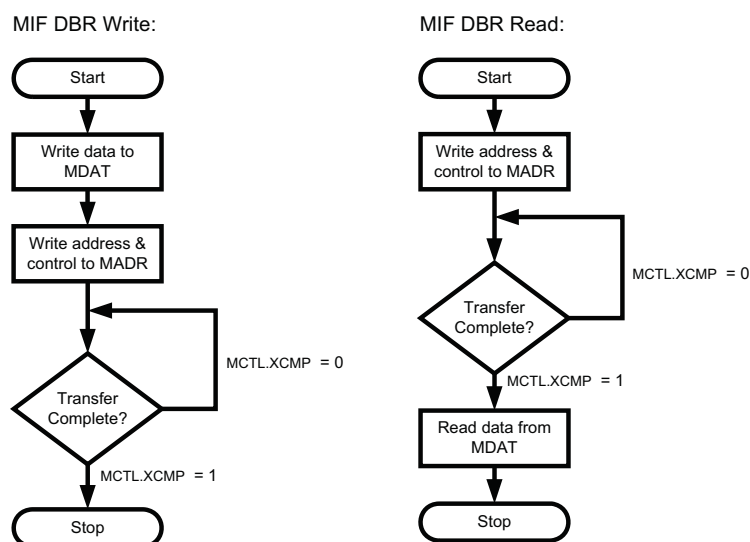 MIF DBR Write:
Start
Write data to
MDAT
Write address &
control to MADR
MCTL.XCMP = 0
Transfer
Complete?
MCTL.XCMP = 1
Stop
MIF DBR Read:
Start
Write address &
control to MADR
MCTL.XCMP = 0
Transfer
Complete?
MCTL.XCMP = 1
Read data from
MDAT
Stop